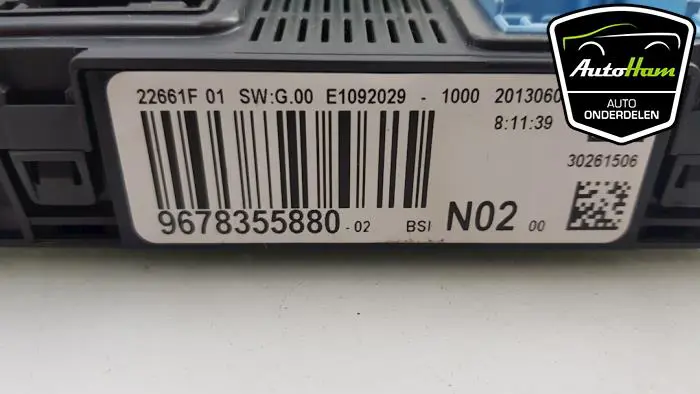 22661F 01 SW:G.00 E1092029 - 1000 2013060
8:11:39
30261506
9678355880 -02 BSI N02 00
AutoHam
AUTO
ONDERDELEN